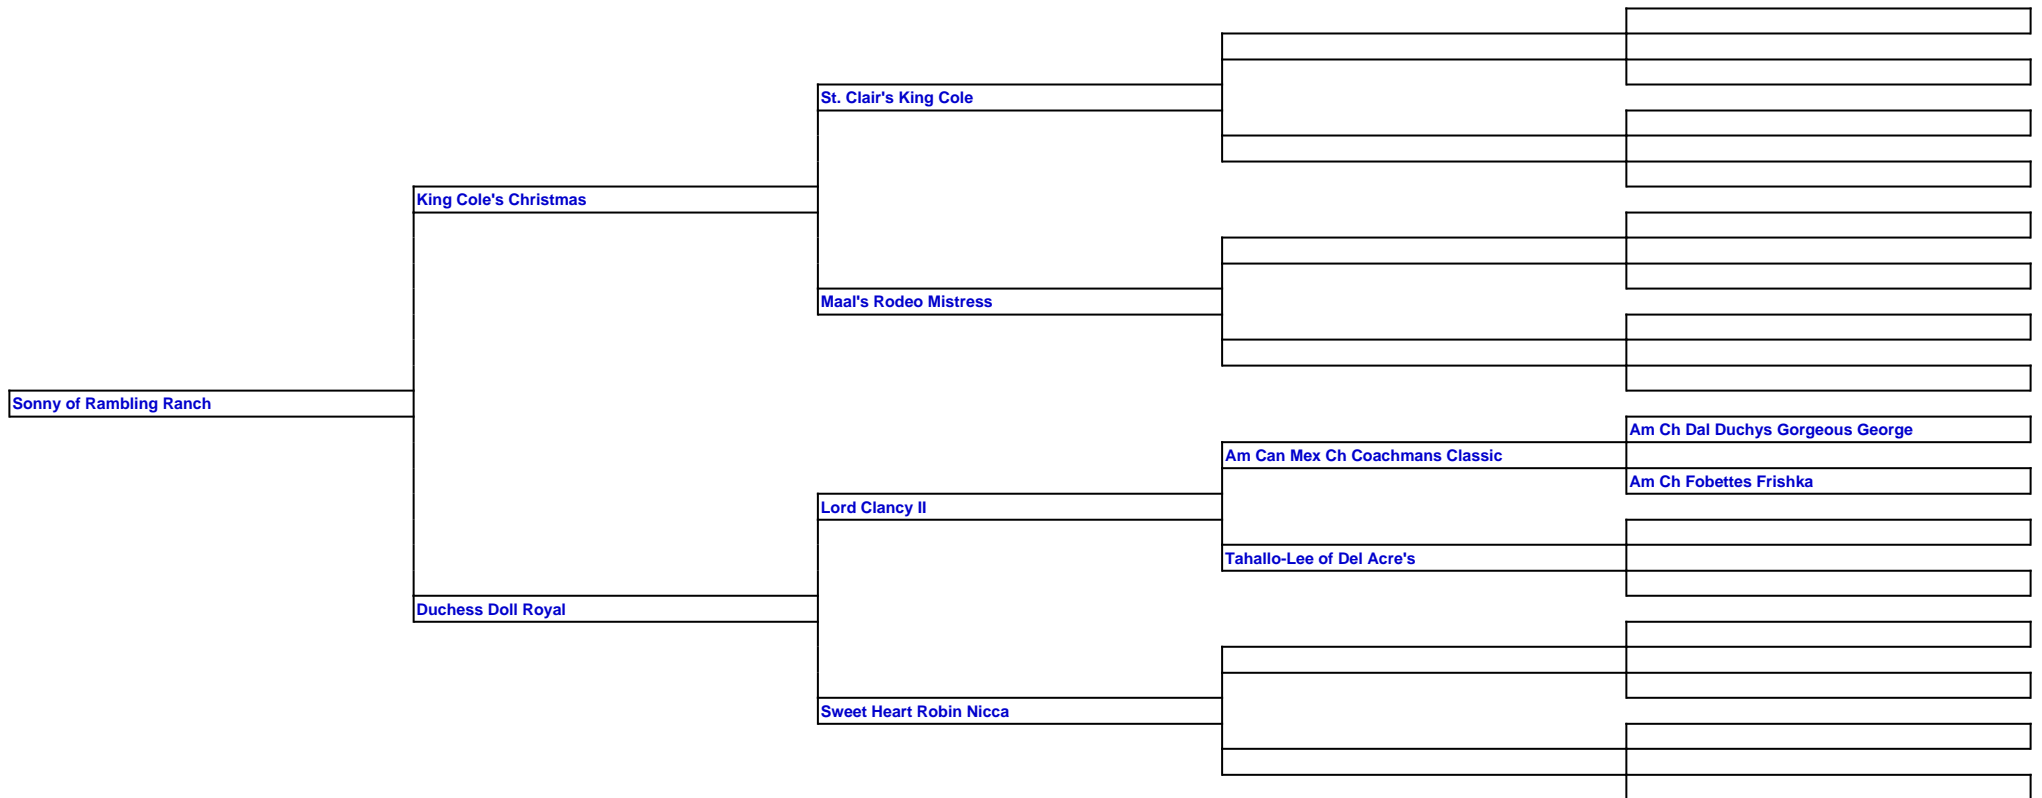 St. Clair's King Cole
King Cole's Christmas
Maal's Rodeo Mistress
Sonny of Rambling Ranch
Am Ch Dal Duchys Gorgeous George
Am Can Mex Ch Coachmans Classic
Am Ch Fobettes Frishka
Lord Clancy II
Tahallo-Lee of Del Acre's
Duchess Doll Royal
Sweet Heart Robin Nicca